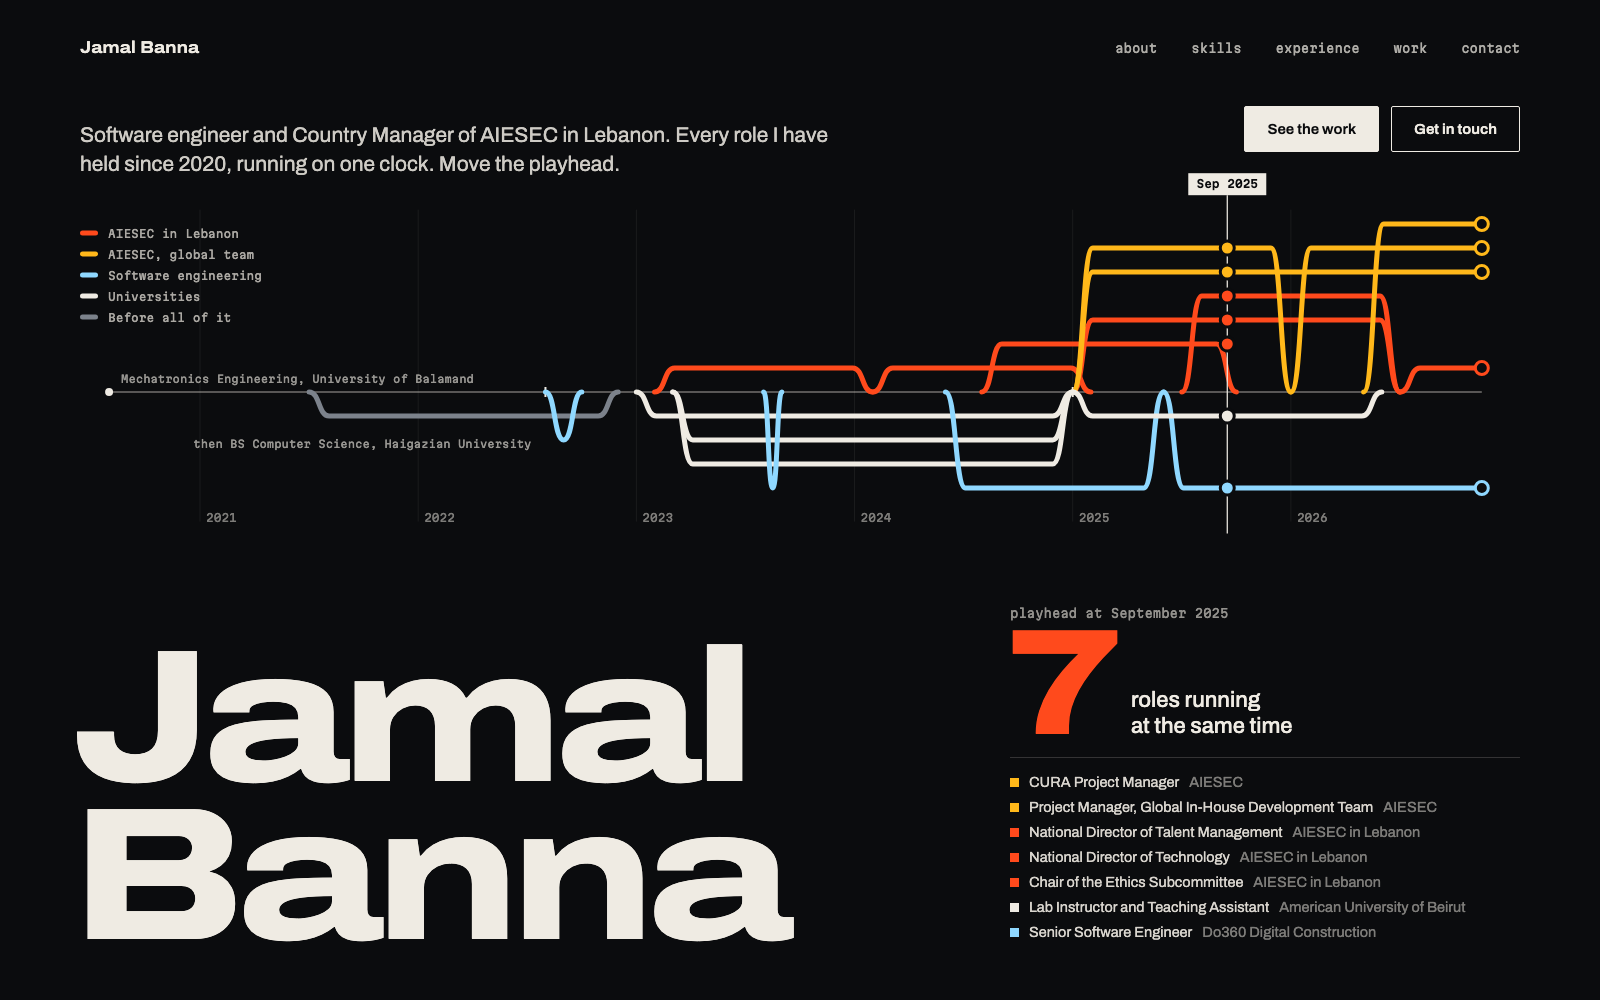 Jamal Banna
about skills experience work contact
Software engineer and Country Manager of AIESEC in Lebanon. Every role I have
held since 2020, running on one clock. Move the playhead.
See the work
Get in touch
Sep 2025
AIESEC in Lebanon
AIESEC, global team
Software engineering
Universities
Before all of it
Mechatronics Engineering, University of Balamand
then BS Computer Science, Haigazian University
2021 2022 2023 2024 2025 2026
Jamal
Banna
playhead at September 2025
7
roles running
at the same time
CURA Project Manager AIESEC
Project Manager, Global In-House Development Team AIESEC
National Director of Talent Management AIESEC in Lebanon
National Director of Technology AIESEC in Lebanon
Chair of the Ethics Subcommittee AIESEC in Lebanon
Lab Instructor and Teaching Assistant American University of Beirut
Senior Software Engineer Do360 Digital Construction